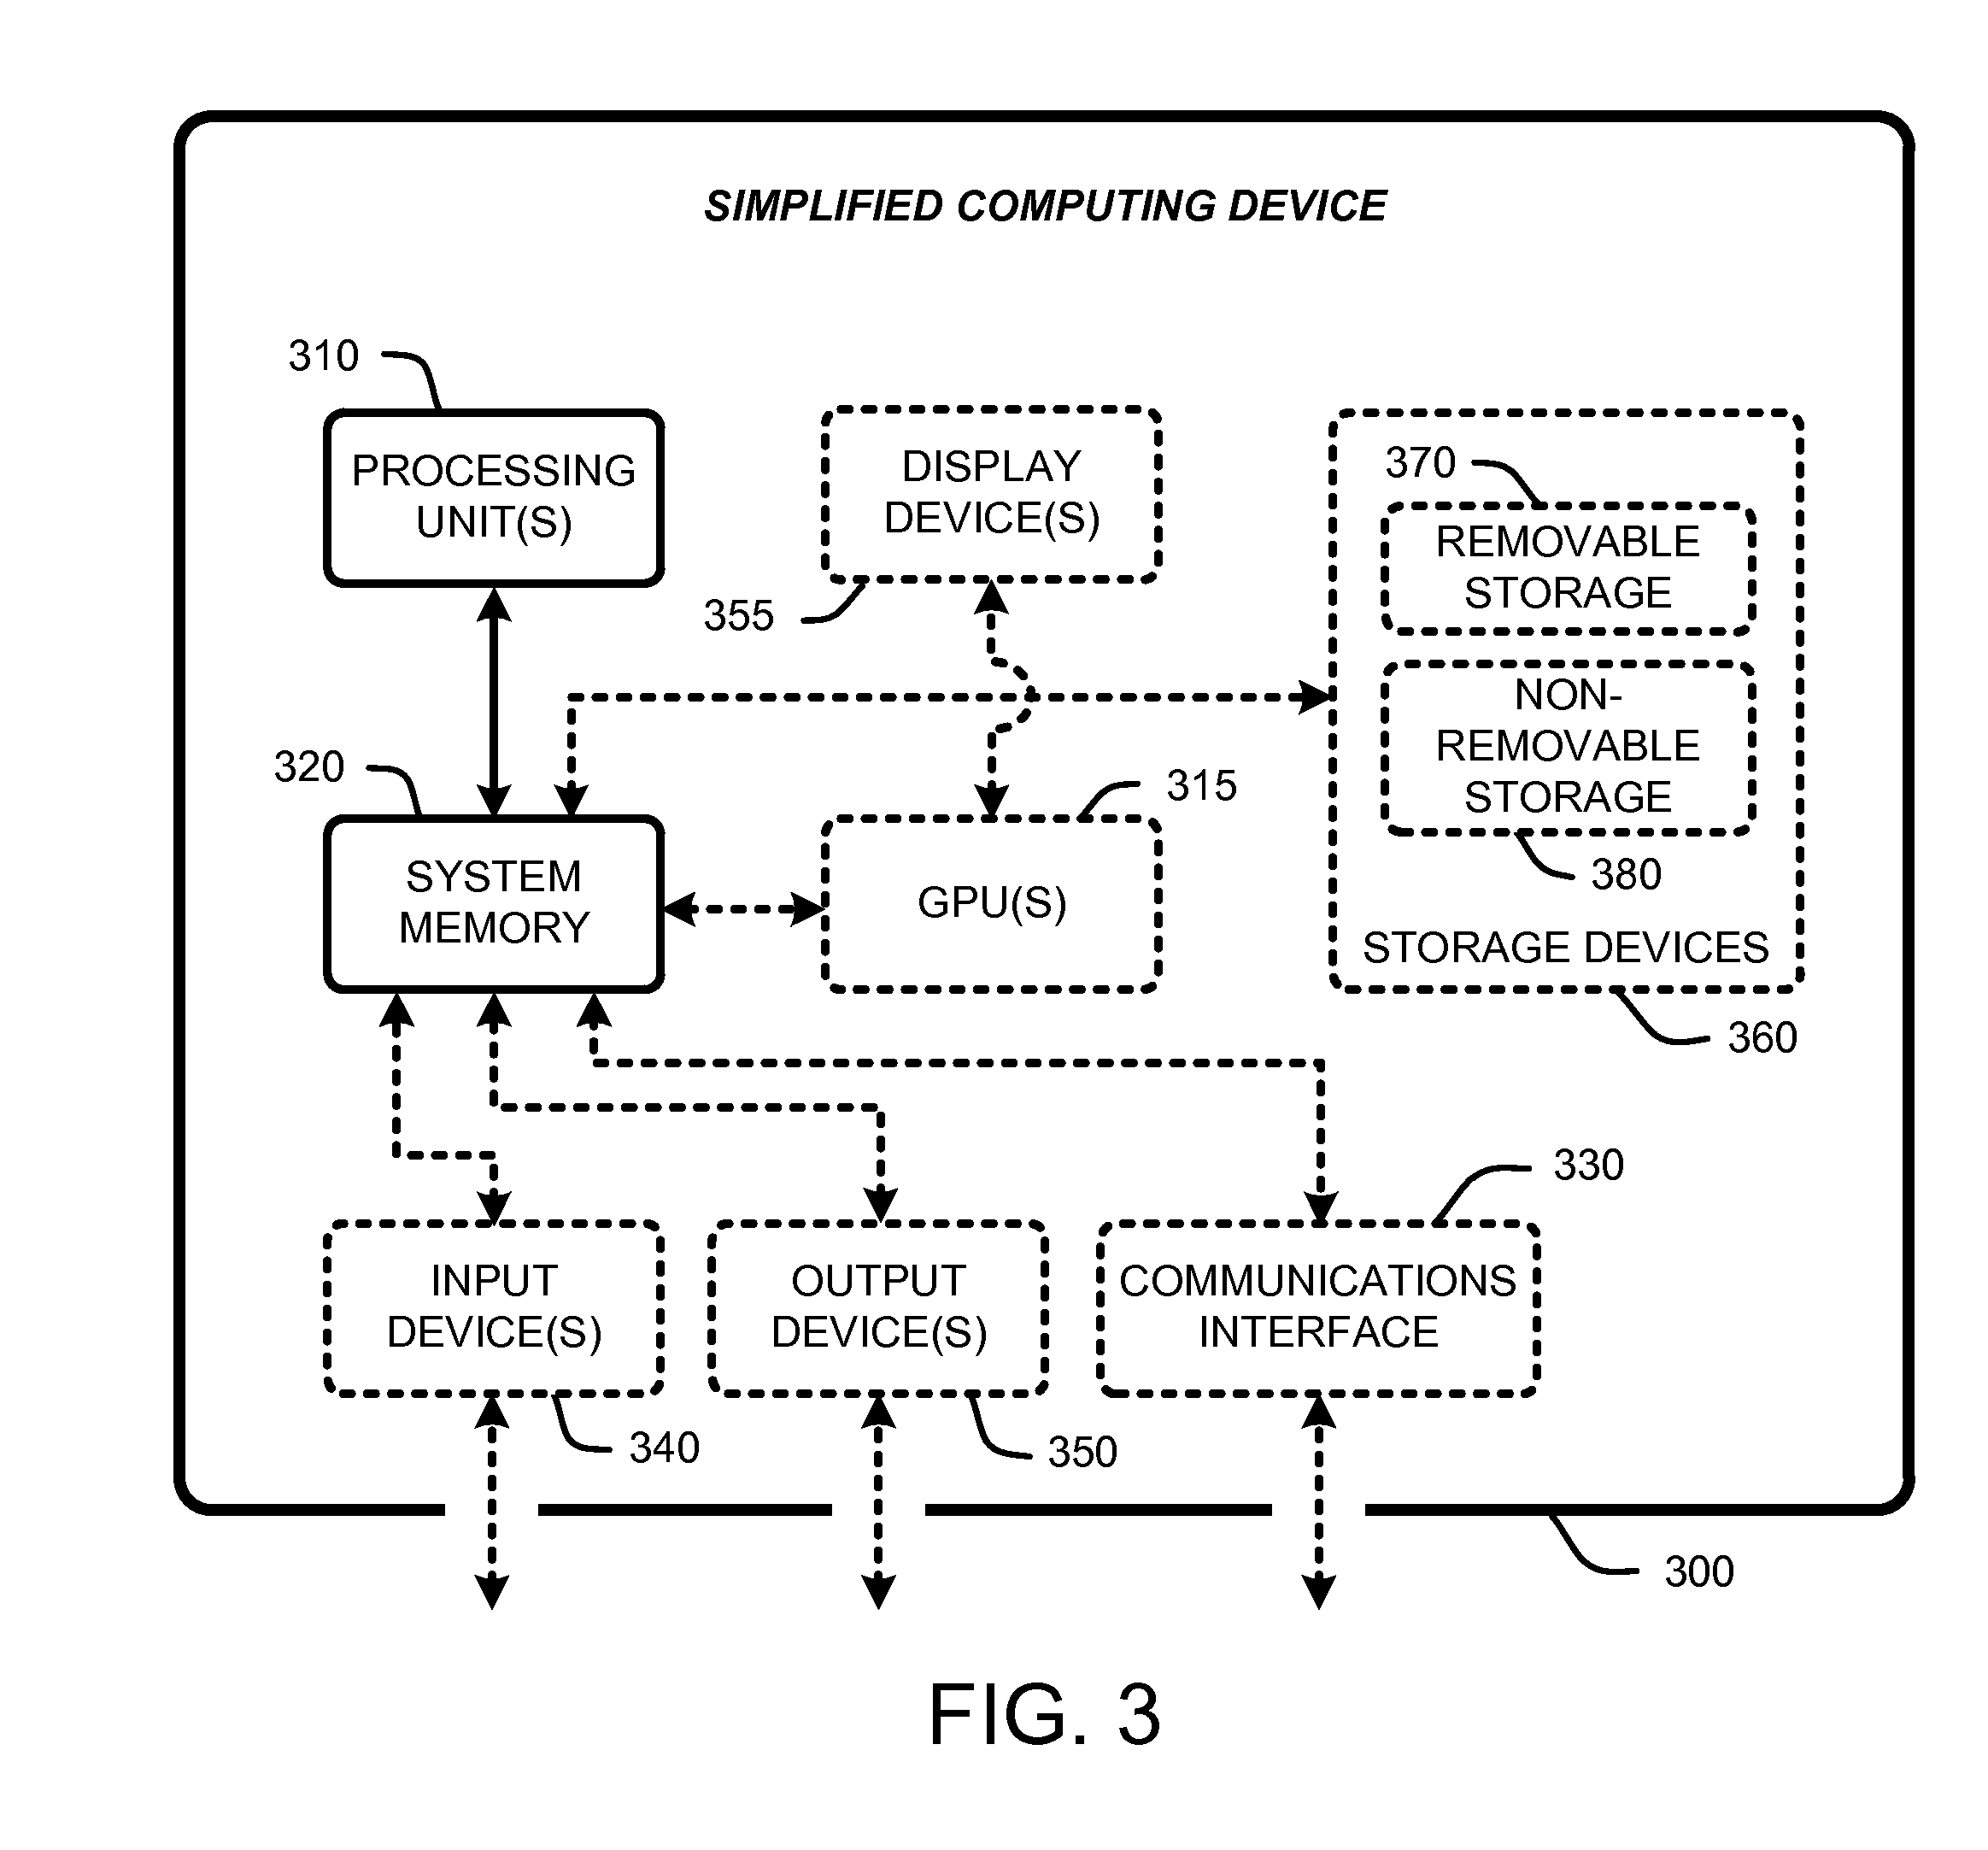 SIMPLIFIED COMPUTING DEVICE
310
PROCESSING
UNIT(S)
DISPLAY
DEVICE(S)
355
370
REMOVABLE
STORAGE
NON-
REMOVABLE
STORAGE
380
STORAGE DEVICES
360
320
SYSTEM
MEMORY
315
GPU(S)
330
INPUT
DEVICE(S)
340
OUTPUT
DEVICE(S)
350
COMMUNICATIONS
INTERFACE
300
FIG. 3